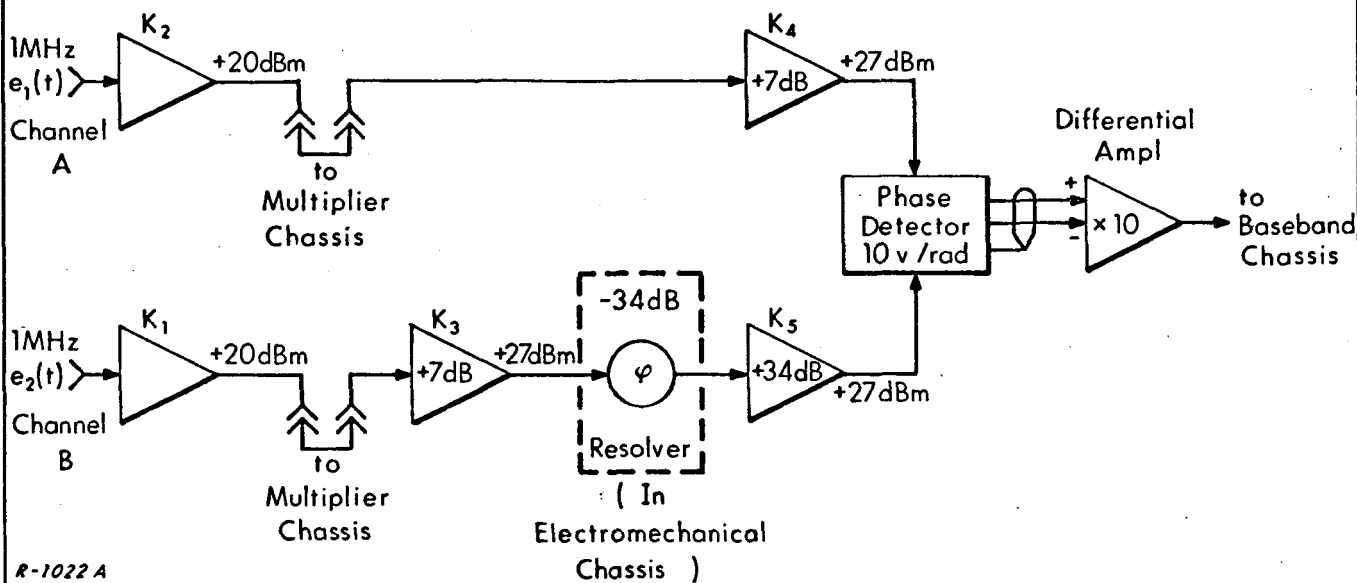 K₂
1MHz
e₁(t)
+20dBm
Channel
A
to
Multiplier
Chassis
K₄
+7dB
+27dBm
Phase
Detector
10 v/rad
Differential
Ampl
+
-
×10
to
Baseband
Chassis
K₁
1MHz
e₂(t)
+20dBm
Channel
B
to
Multiplier
Chassis
K₃
+7dB
+27dBm
-34dB
φ
Resolver
( In
Electromechanical
Chassis )
K₅
+34dB
+27dBm
R-1022 A